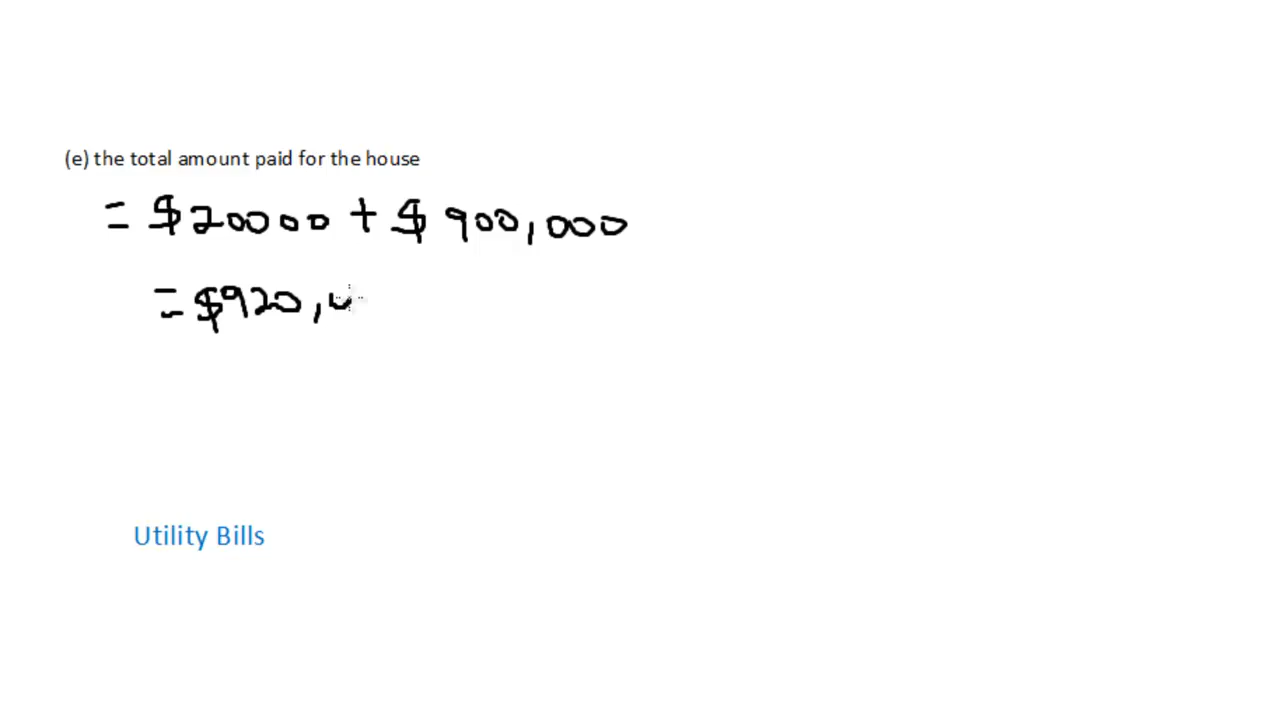 (e) the total amount paid for the house
= $20000 + $ 900,000
= $920,
Utility Bills